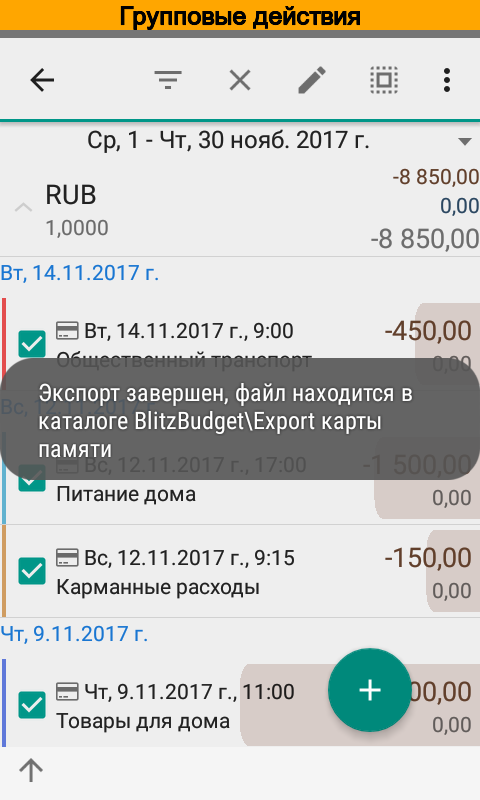 Групповые действия
Ср, 1 - Чт, 30 нояб. 2017 г.
RUB
-8 850,00
0,00
1,0000
-8 850,00
Вт, 14.11.2017 г.
Вт, 14.11.2017 г., 9:00
-450,00
Общественный транспорт
0,00
Вс, 12.11.2017 г.
Экспорт завершен, файл находится в
каталоге BlitzBudget\Export карты
памяти
Вс, 12.11.2017 г., 17:00
-1 500,00
Питание дома
0,00
Вс, 12.11.2017 г., 9:15
-150,00
Карманные расходы
0,00
Чт, 9.11.2017 г.
Чт, 9.11.2017 г., 11:00
00,00
Товары для дома
0,00